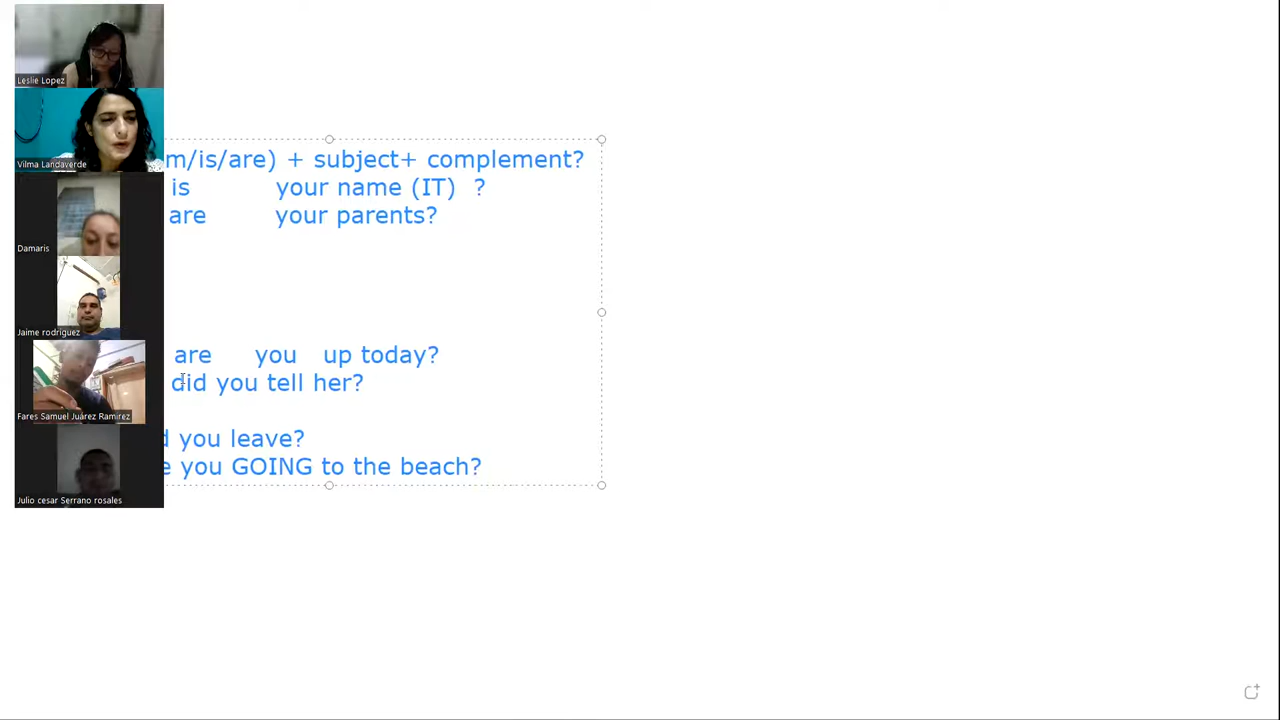 Leslie Lopez
Vilma Landaverde
Damaris
Jaime rodriguez
Fares Samuel Juárez Ramirez
Julio cesar Serrano rosales
m/is/are) + subject+ complement?
is your name (IT) ?
are your parents?
are you up today?
did you tell her?
d you leave?
e you GOING to the beach?